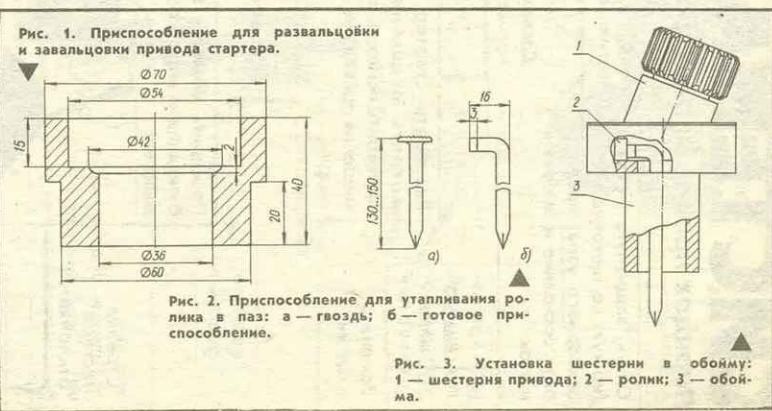 Рис. 1. Приспособление для развальцовки
и завальцовки привода стартера.
Ø70
Ø54
Ø42
15
2
40
20
Ø36
Ø60
16
3
130...150
а)
б)
1
2
3
Рис. 2. Приспособление для утапливания ро-
лика в паз: а — гвоздь; б — готовое при-
способление.
Рис. 3. Установка шестерни в обойму:
1 — шестерня привода; 2 — ролик; 3 — обой-
ма.